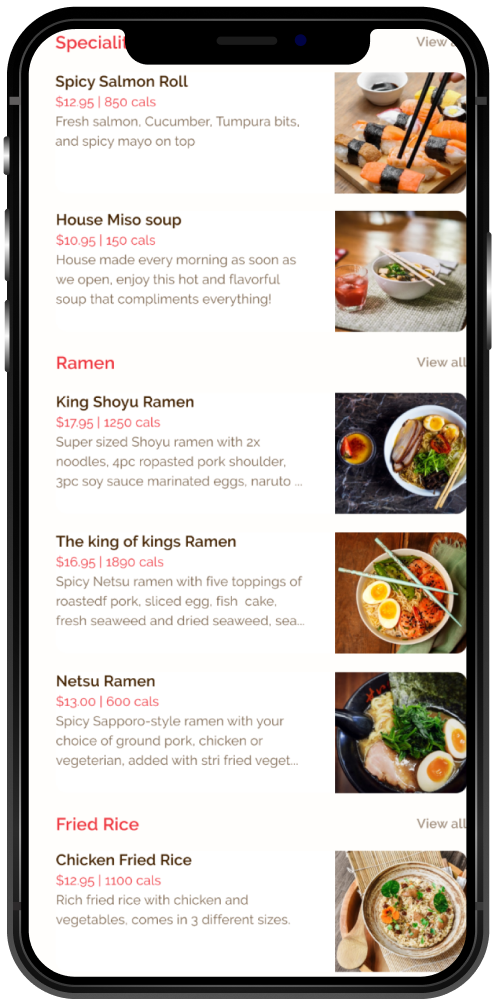 View
Spicy Salmon Roll
$12.95 | 850 cals
Fresh salmon, Cucumber, Tumpura bits,
and spicy mayo on top
House Miso soup
$10.95 | 150 cals
House made every morning as soon as
we open, enjoy this hot and flavorful
soup that compliments everything!
Ramen
View all
King Shoyu Ramen
$17.95 | 1250 cals
Super sized Shoyu ramen with 2x
noodles, 4pc ropasted pork shoulder,
3pc soy sauce marinated eggs, naruto ...
The king of kings Ramen
$16.95 | 1890 cals
Spicy Netsu ramen with five toppings of
roastedf pork, sliced egg, fish cake,
fresh seaweed and dried seaweed, sea...
Netsu Ramen
$13.00 | 600 cals
Spicy Sapporo-style ramen with your
choice of ground pork, chicken or
vegeterian, added with stri fried veget...
Fried Rice
View all
Chicken Fried Rice
$12.95 | 1100 cals
Rich fried rice with chicken and
vegetables, comes in 3 different sizes.